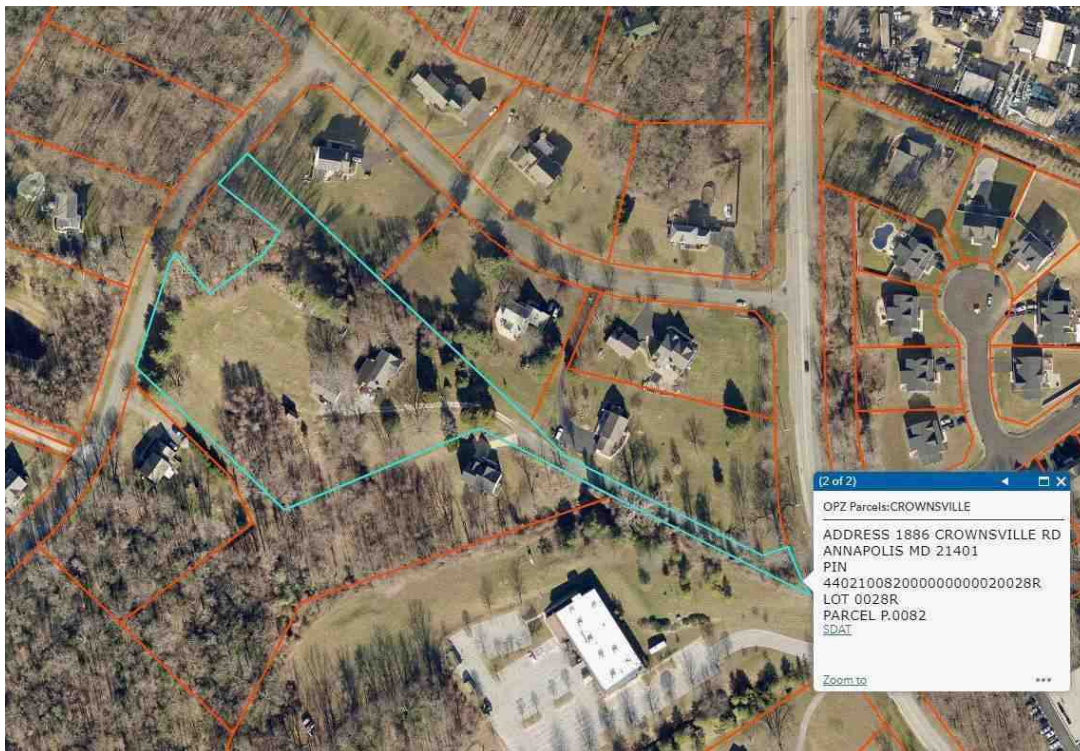 (2 of 2)
OPZ Parcels:CROWNSVILLE
ADDRESS 1886 CROWNSVILLE RD
ANNAPOLIS MD 21401
PIN
440210082000000000020028R
LOT 0028R
PARCEL P.0082
SDAT
Zoom to